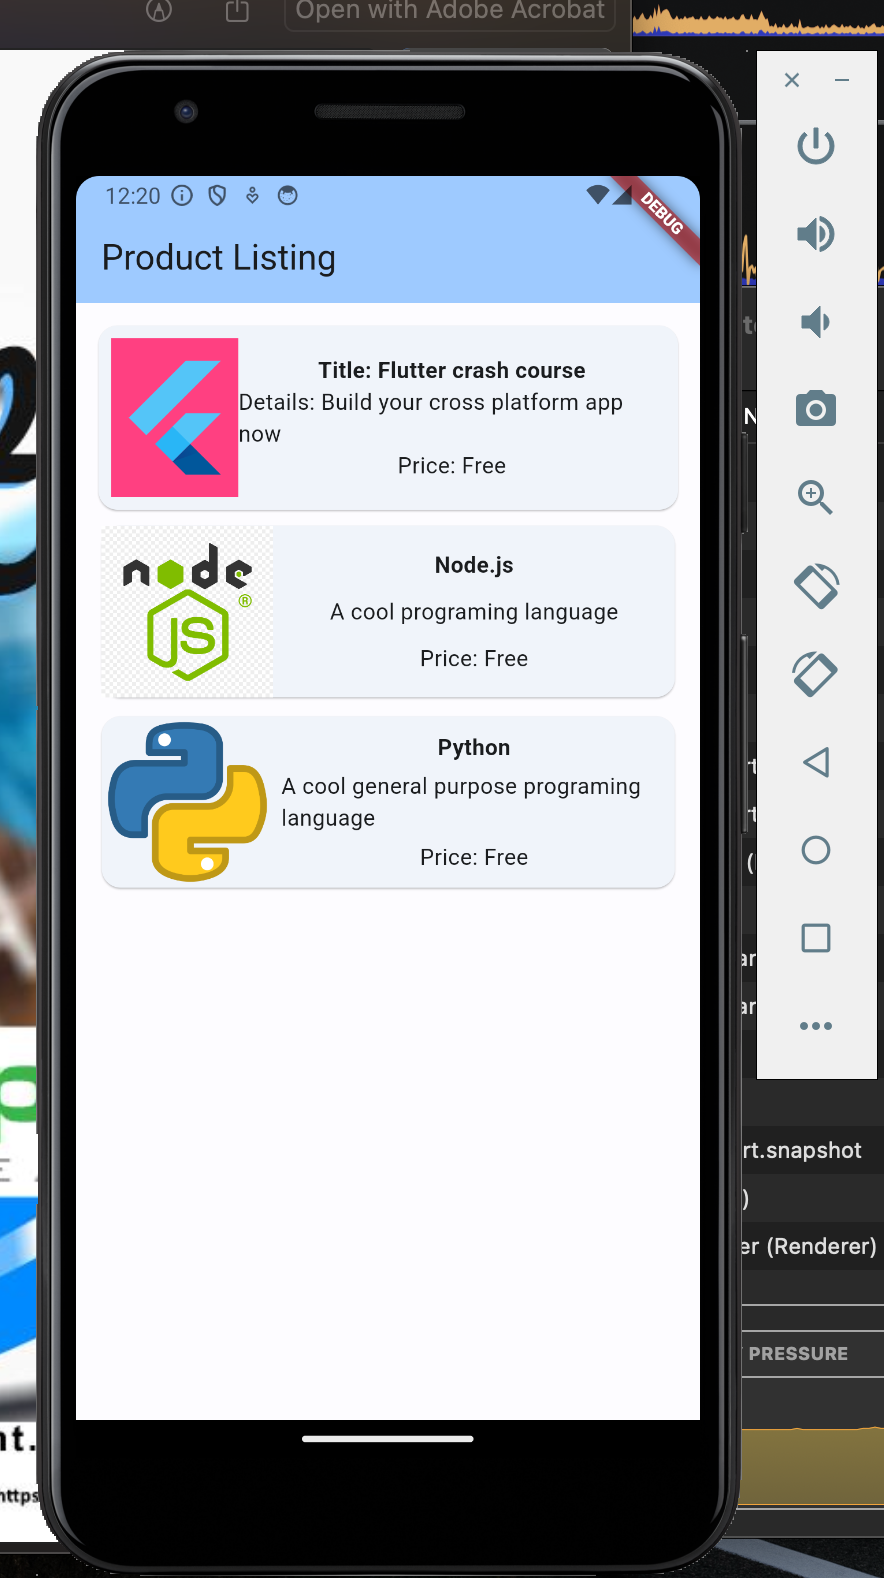 Open with Adobe Acrobat
12:20
DEBUG
Product Listing
Title: Flutter crash course
Details: Build your cross platform app
now
Price: Free
node
JS
®
Node.js
A cool programing language
Price: Free
Python
A cool general purpose programing
language
Price: Free
rt.snapshot
)
er (Renderer)
PRESSURE
nt.
https